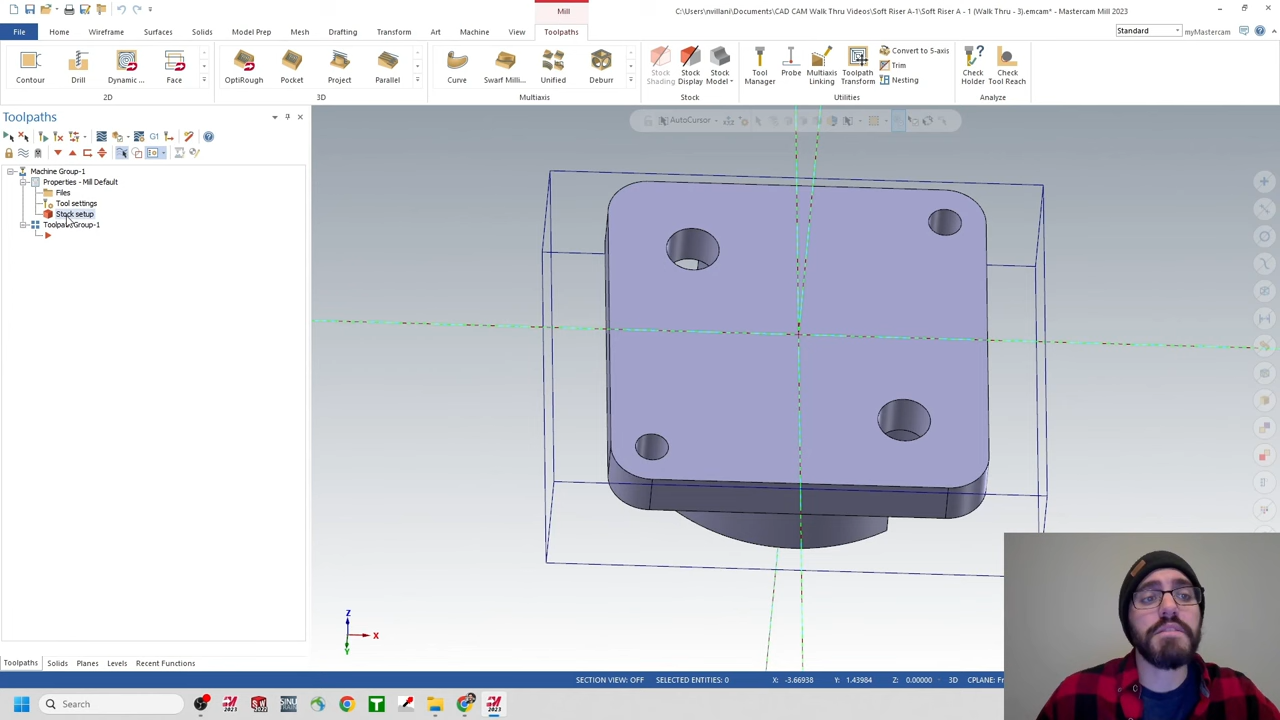 Mill
C:\Users\nvillani\Documents\CAD CAM Walk Thru Videos\Soft Riser A-1\Soft Riser A - 1 (Walk Thru - 3).emcam* - Mastercam Mill 2023
File Home Wireframe Surfaces Solids Model Prep Mesh Drafting Transform Art Machine View Toolpaths
Standard myMastercam
Contour Drill Dynamic ... Face
OptiRough Pocket Project Parallel
Curve Swarf Milli... Unified Deburr
Stock Shading Stock Display Stock Model
Tool Manager Probe Multiaxis Linking Toolpath Transform
Convert to 5-axis
Trim
Nesting
Check Holder Check Tool Reach
2D 3D Multiaxis Stock Utilities Analyze
Toolpaths
AutoCursor
G1
Machine Group-1
Properties - Mill Default
Files
Tool settings
Stock setup
Toolpath Group-1
Z
X
Y
Toolpaths Solids Planes Levels Recent Functions
SECTION VIEW: OFF SELECTED ENTITIES: 0 X: -3.66938 Y: 1.43984 Z: 0.00000 3D CPLANE: Fr
Search